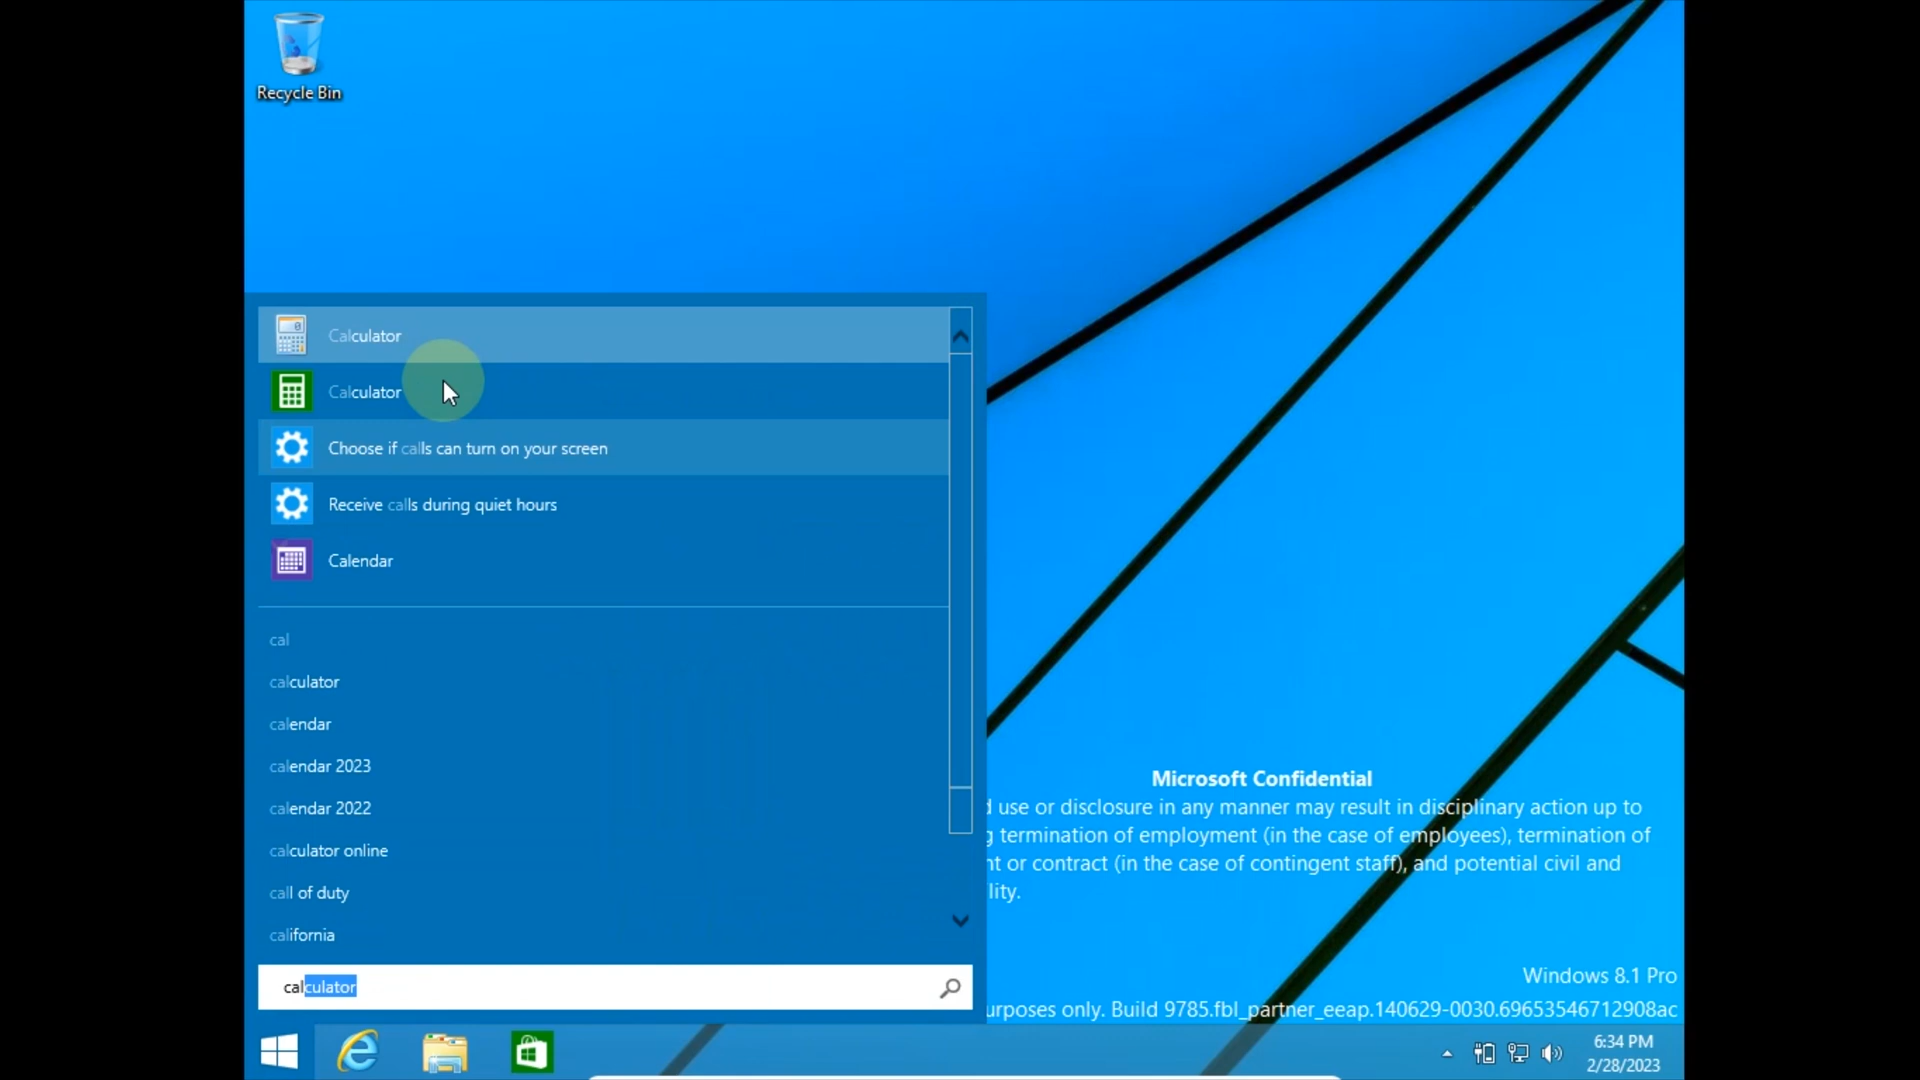 Recycle Bin
Calculator
Calculator
Choose if calls can turn on your screen
Receive calls during quiet hours
Calendar
cal
calculator
calendar
calendar 2023
calendar 2022
calculator online
call of duty
california
calculator
Microsoft Confidential
use or disclosure in any manner may result in disciplinary action up to
termination of employment (in the case of employees), termination of
or contract (in the case of contingent staff), and potential civil and
Windows 8.1 Pro
only. Build 9785.fbl_partner_eeap.140629-0030.69653546712908ac
6:34 PM
2/28/2023